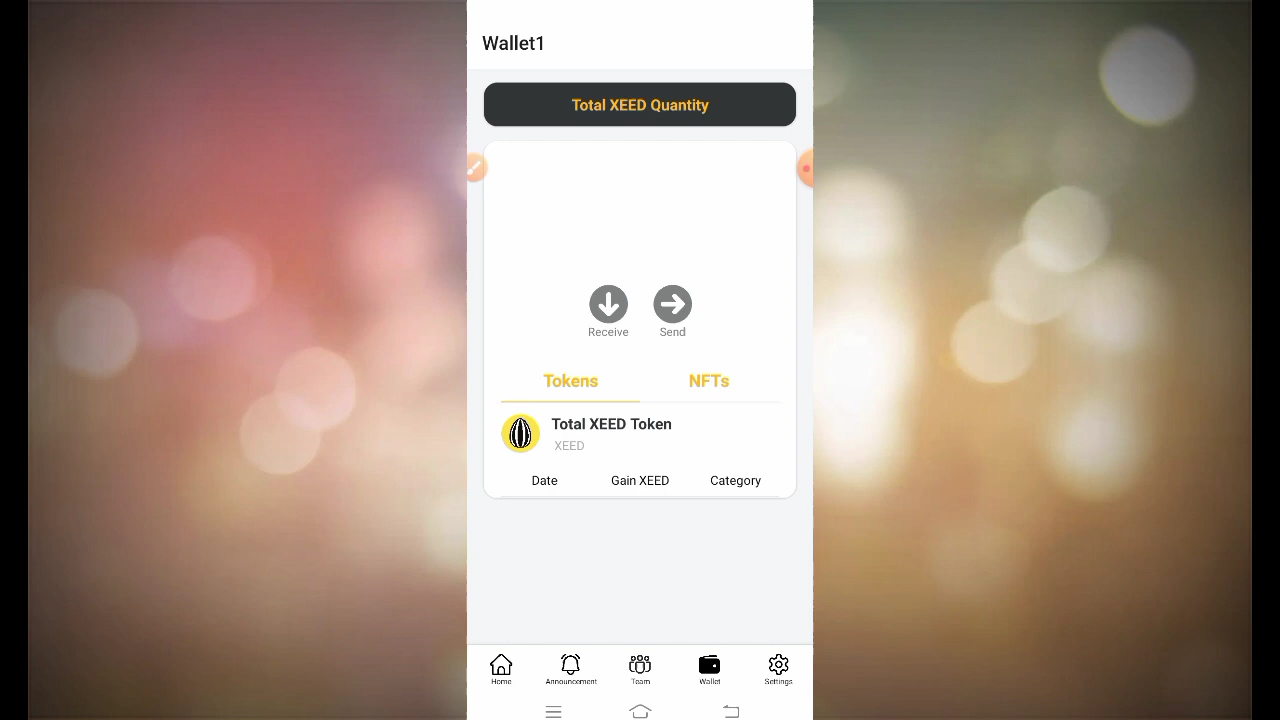 Wallet1
Total XEED Quantity
Receive Send
Tokens NFTs
Total XEED Token
XEED
Date Gain XEED Category
Home Announcement Team Wallet Settings